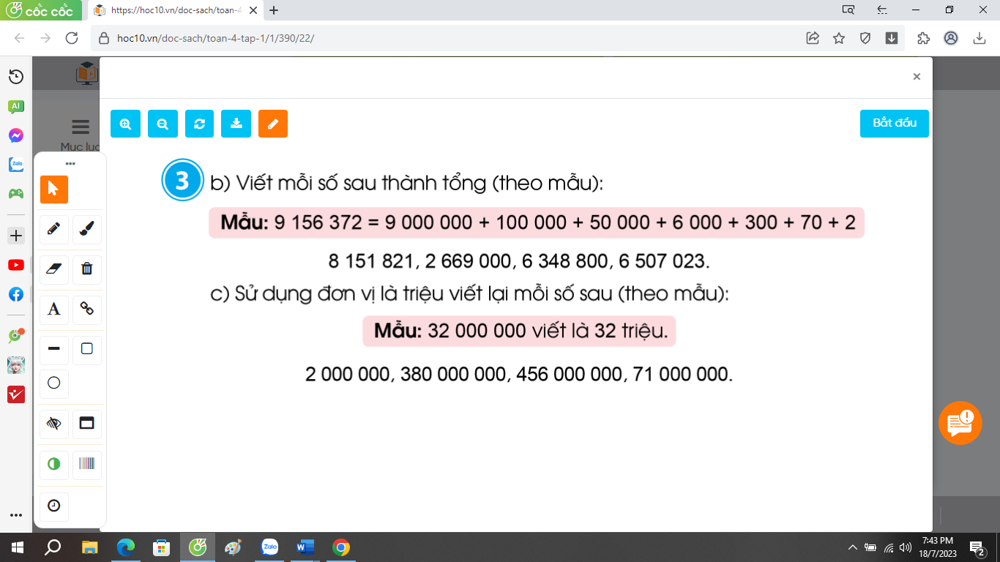 cốc cốc
https://hoc10.vn/doc-sach/toan-4
hoc10.vn/doc-sach/toan-4-tap-1/1/390/22/
AI
Zalo
Mục lục
Bắt đầu
3
b) Viết mỗi số sau thành tổng (theo mẫu):
Mẫu: 9 156 372 = 9 000 000 + 100 000 + 50 000 + 6 000 + 300 + 70 + 2
8 151 821, 2 669 000, 6 348 800, 6 507 023.
c) Sử dụng đơn vị là triệu viết lại mỗi số sau (theo mẫu):
Mẫu: 32 000 000 viết là 32 triệu.
2 000 000, 380 000 000, 456 000 000, 71 000 000.
A
Zalo
W
7:43 PM
18/7/2023
2